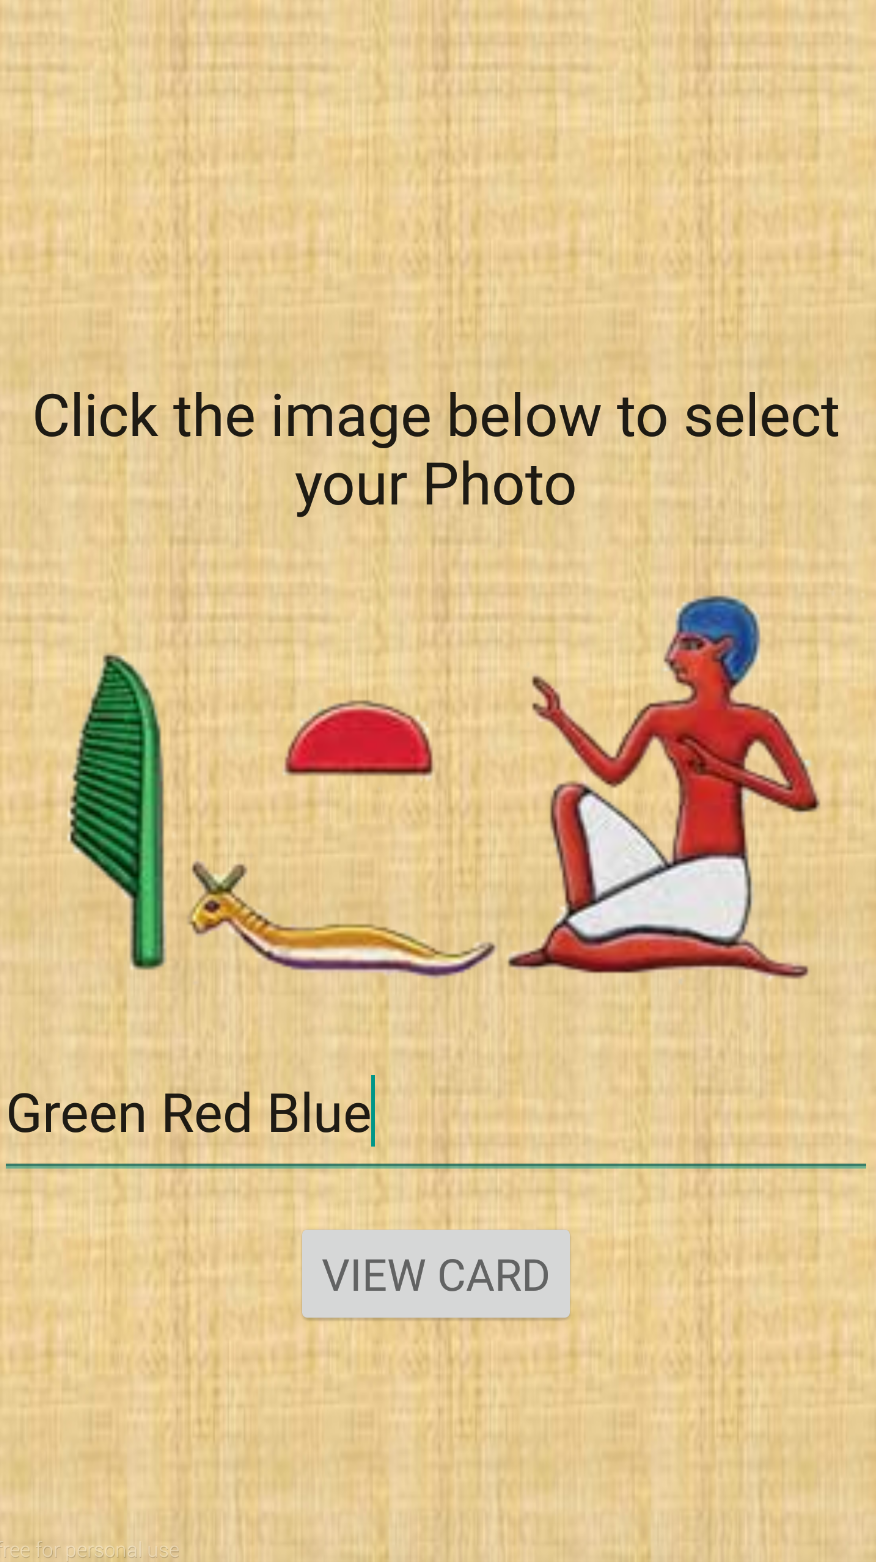 Click the image below to select
your Photo
Green Red Blue
VIEW CARD
free for personal use